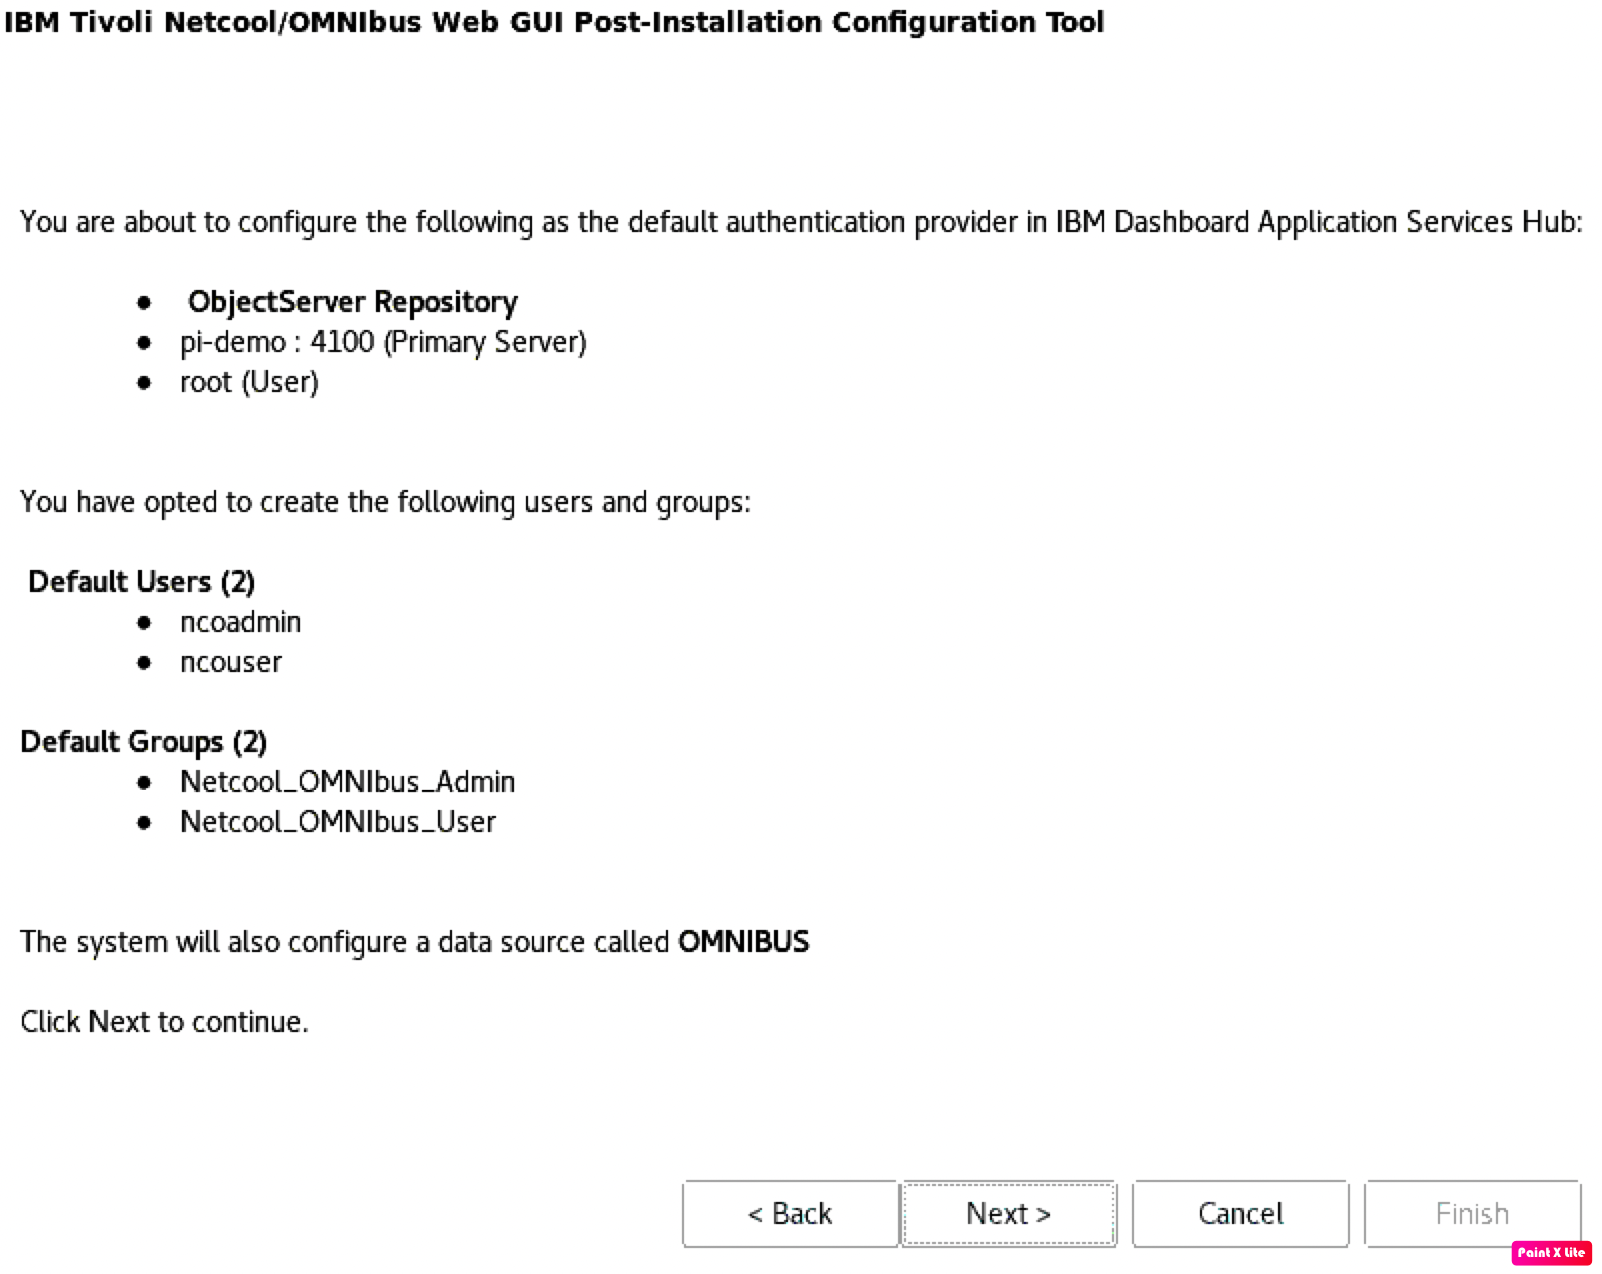 IBM Tivoli Netcool/OMNIbus Web GUI Post-Installation Configuration Tool
You are about to configure the following as the default authentication provider in IBM Dashboard Application Services Hub:
● ObjectServer Repository
● pi-demo : 4100 (Primary Server)
● root (User)
You have opted to create the following users and groups:
Default Users (2)
● ncoadmin
● ncouser
Default Groups (2)
● Netcool_OMNIbus_Admin
● Netcool_OMNIbus_User
The system will also configure a data source called OMNIBUS
Click Next to continue.
< Back Next > Cancel Finish
Paint X lite